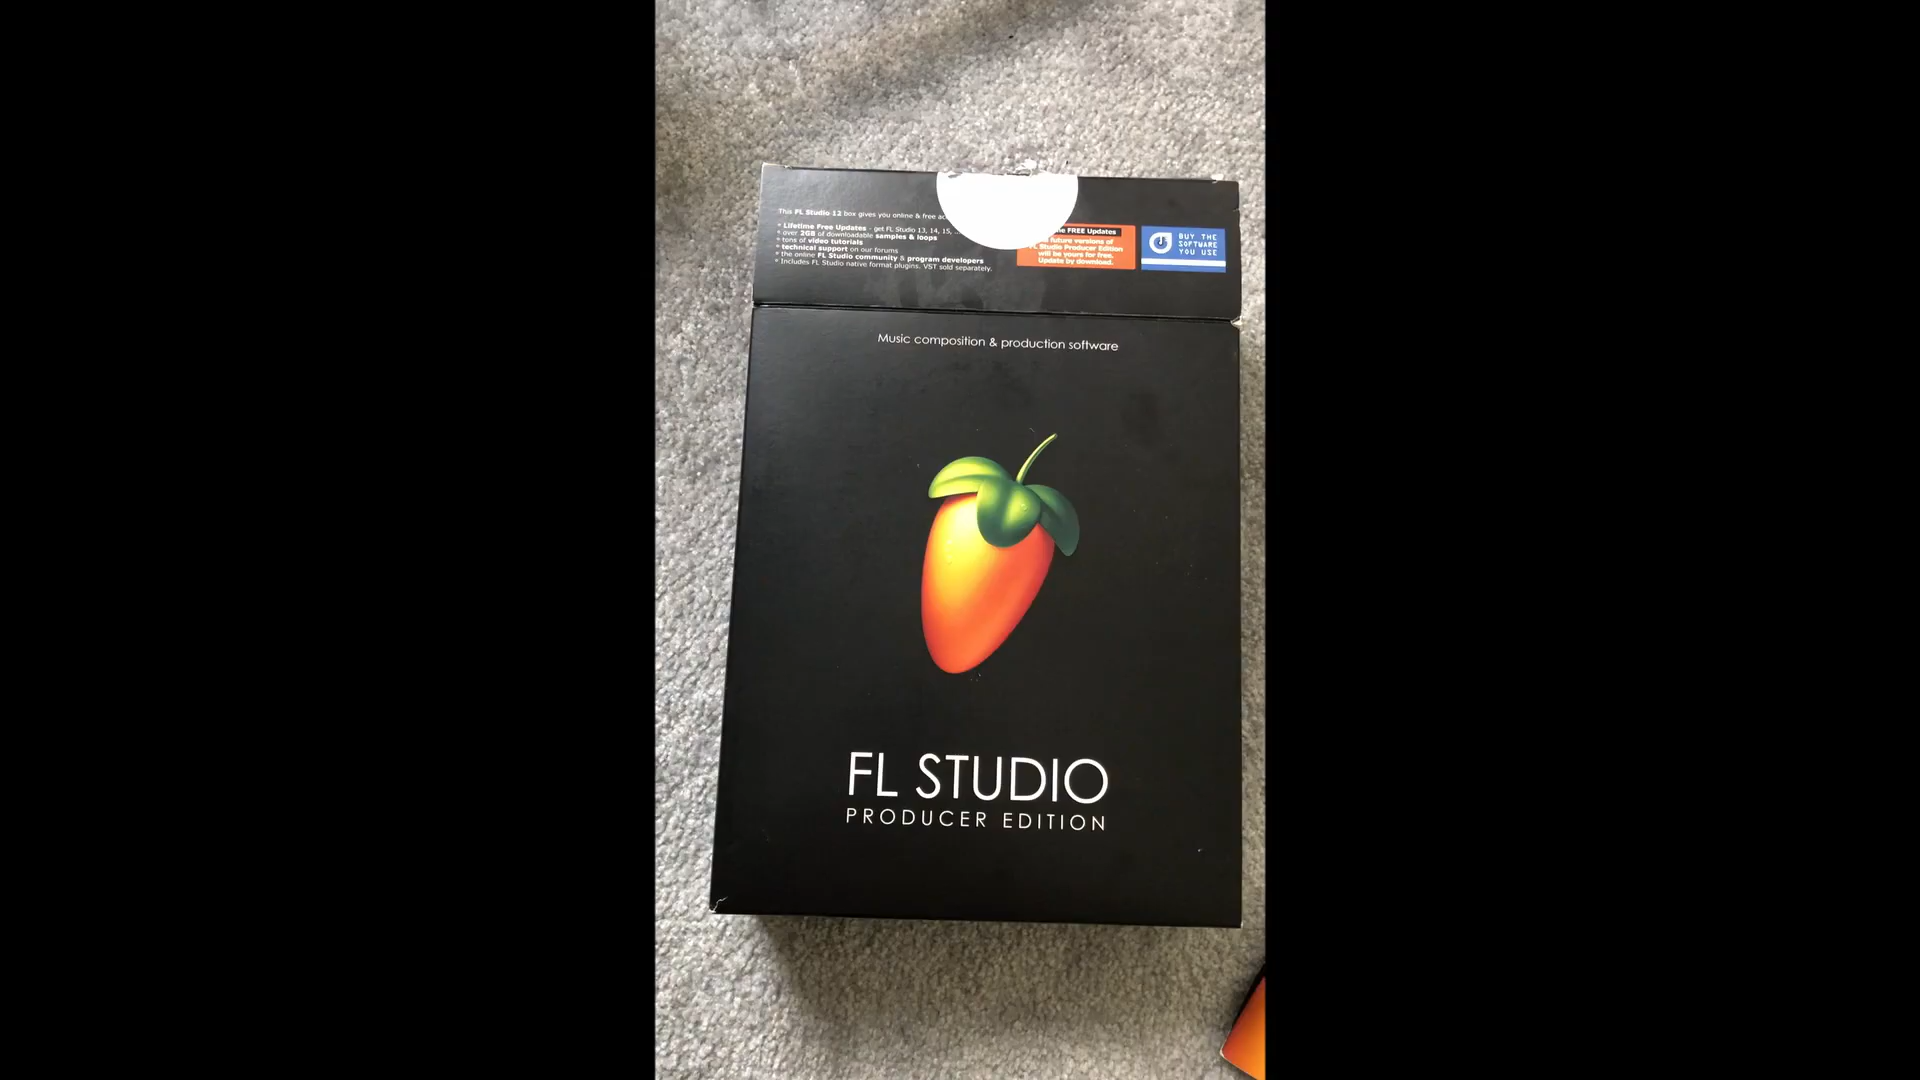 This FL Studio 12 box gives you online & free
* Lifetime Free Updates - get FL Studio 13, 14, 15, ...
* over 2GB of downloadable samples & loops
* tons of video tutorials
* technical support on our forums
* the online FL Studio community & program developers
* Includes FL Studio native format plugins. VST sold separately.
FREE Updates
future versions of
FL Studio Producer Edition
will be yours for free.
Update by download.
BUY THE
SOFTWARE
YOU USE
Music composition & production software
FL STUDIO
PRODUCER EDITION